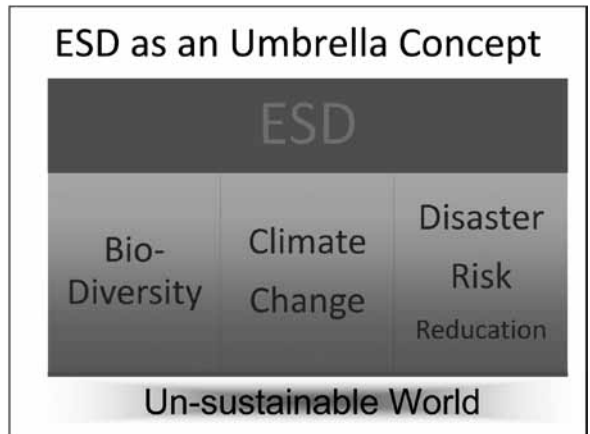 ESD as an Umbrella Concept
ESD
Bio-
Diversity
Climate
Change
Disaster
Risk
Reducation
Un-sustainable World